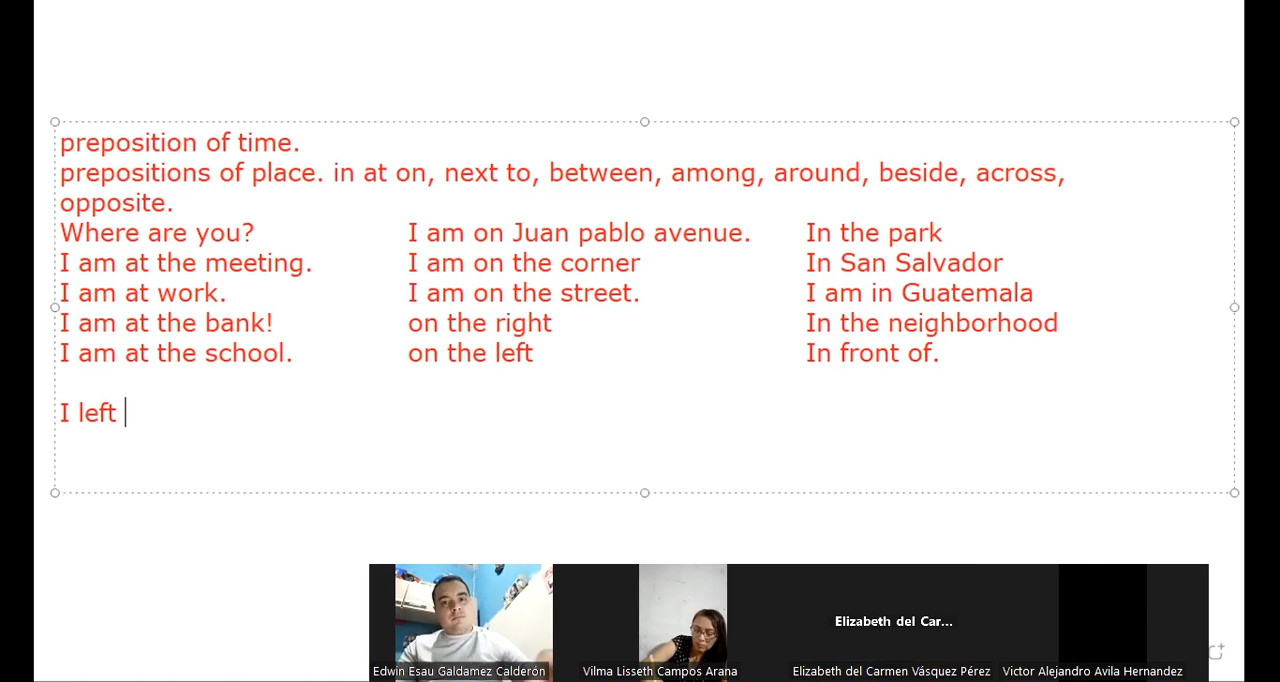 preposition of time.
prepositions of place. in at on, next to, between, among, around, beside, across,
opposite.
Where are you?
I am at the meeting.
I am at work.
I am at the bank!
I am at the school.
I am on Juan pablo avenue.
I am on the corner
I am on the street.
on the right
on the left
In the park
In San Salvador
I am in Guatemala
In the neighborhood
In front of.
I left
Elizabeth del Car...
Edwin Esau Galdamez Calderón
Vilma Lisseth Campos Arana
Elizabeth del Carmen Vásquez Pérez
Victor Alejandro Avila Hernandez